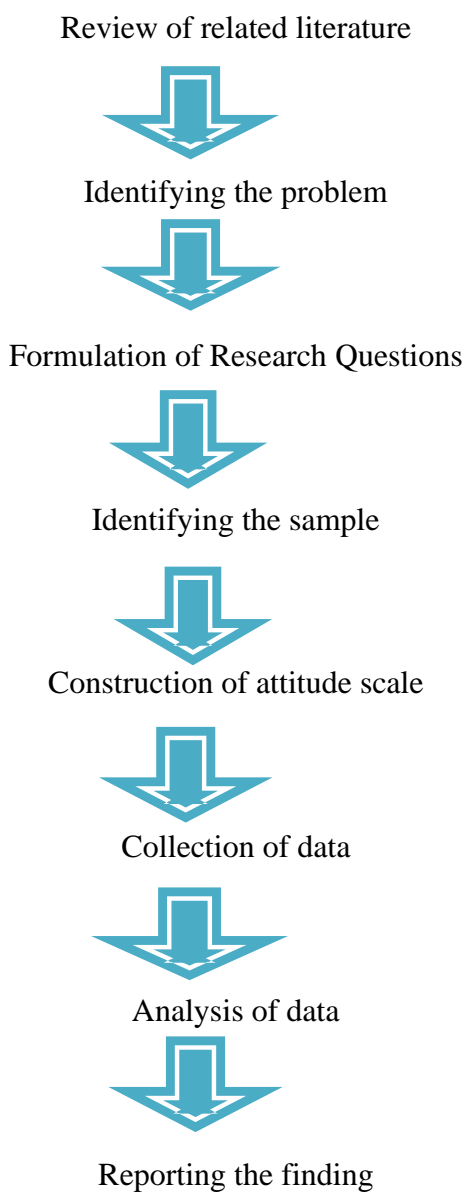 Review of related literature
Identifying the problem
Formulation of Research Questions
Identifying the sample
Construction of attitude scale
Collection of data
Analysis of data
Reporting the finding